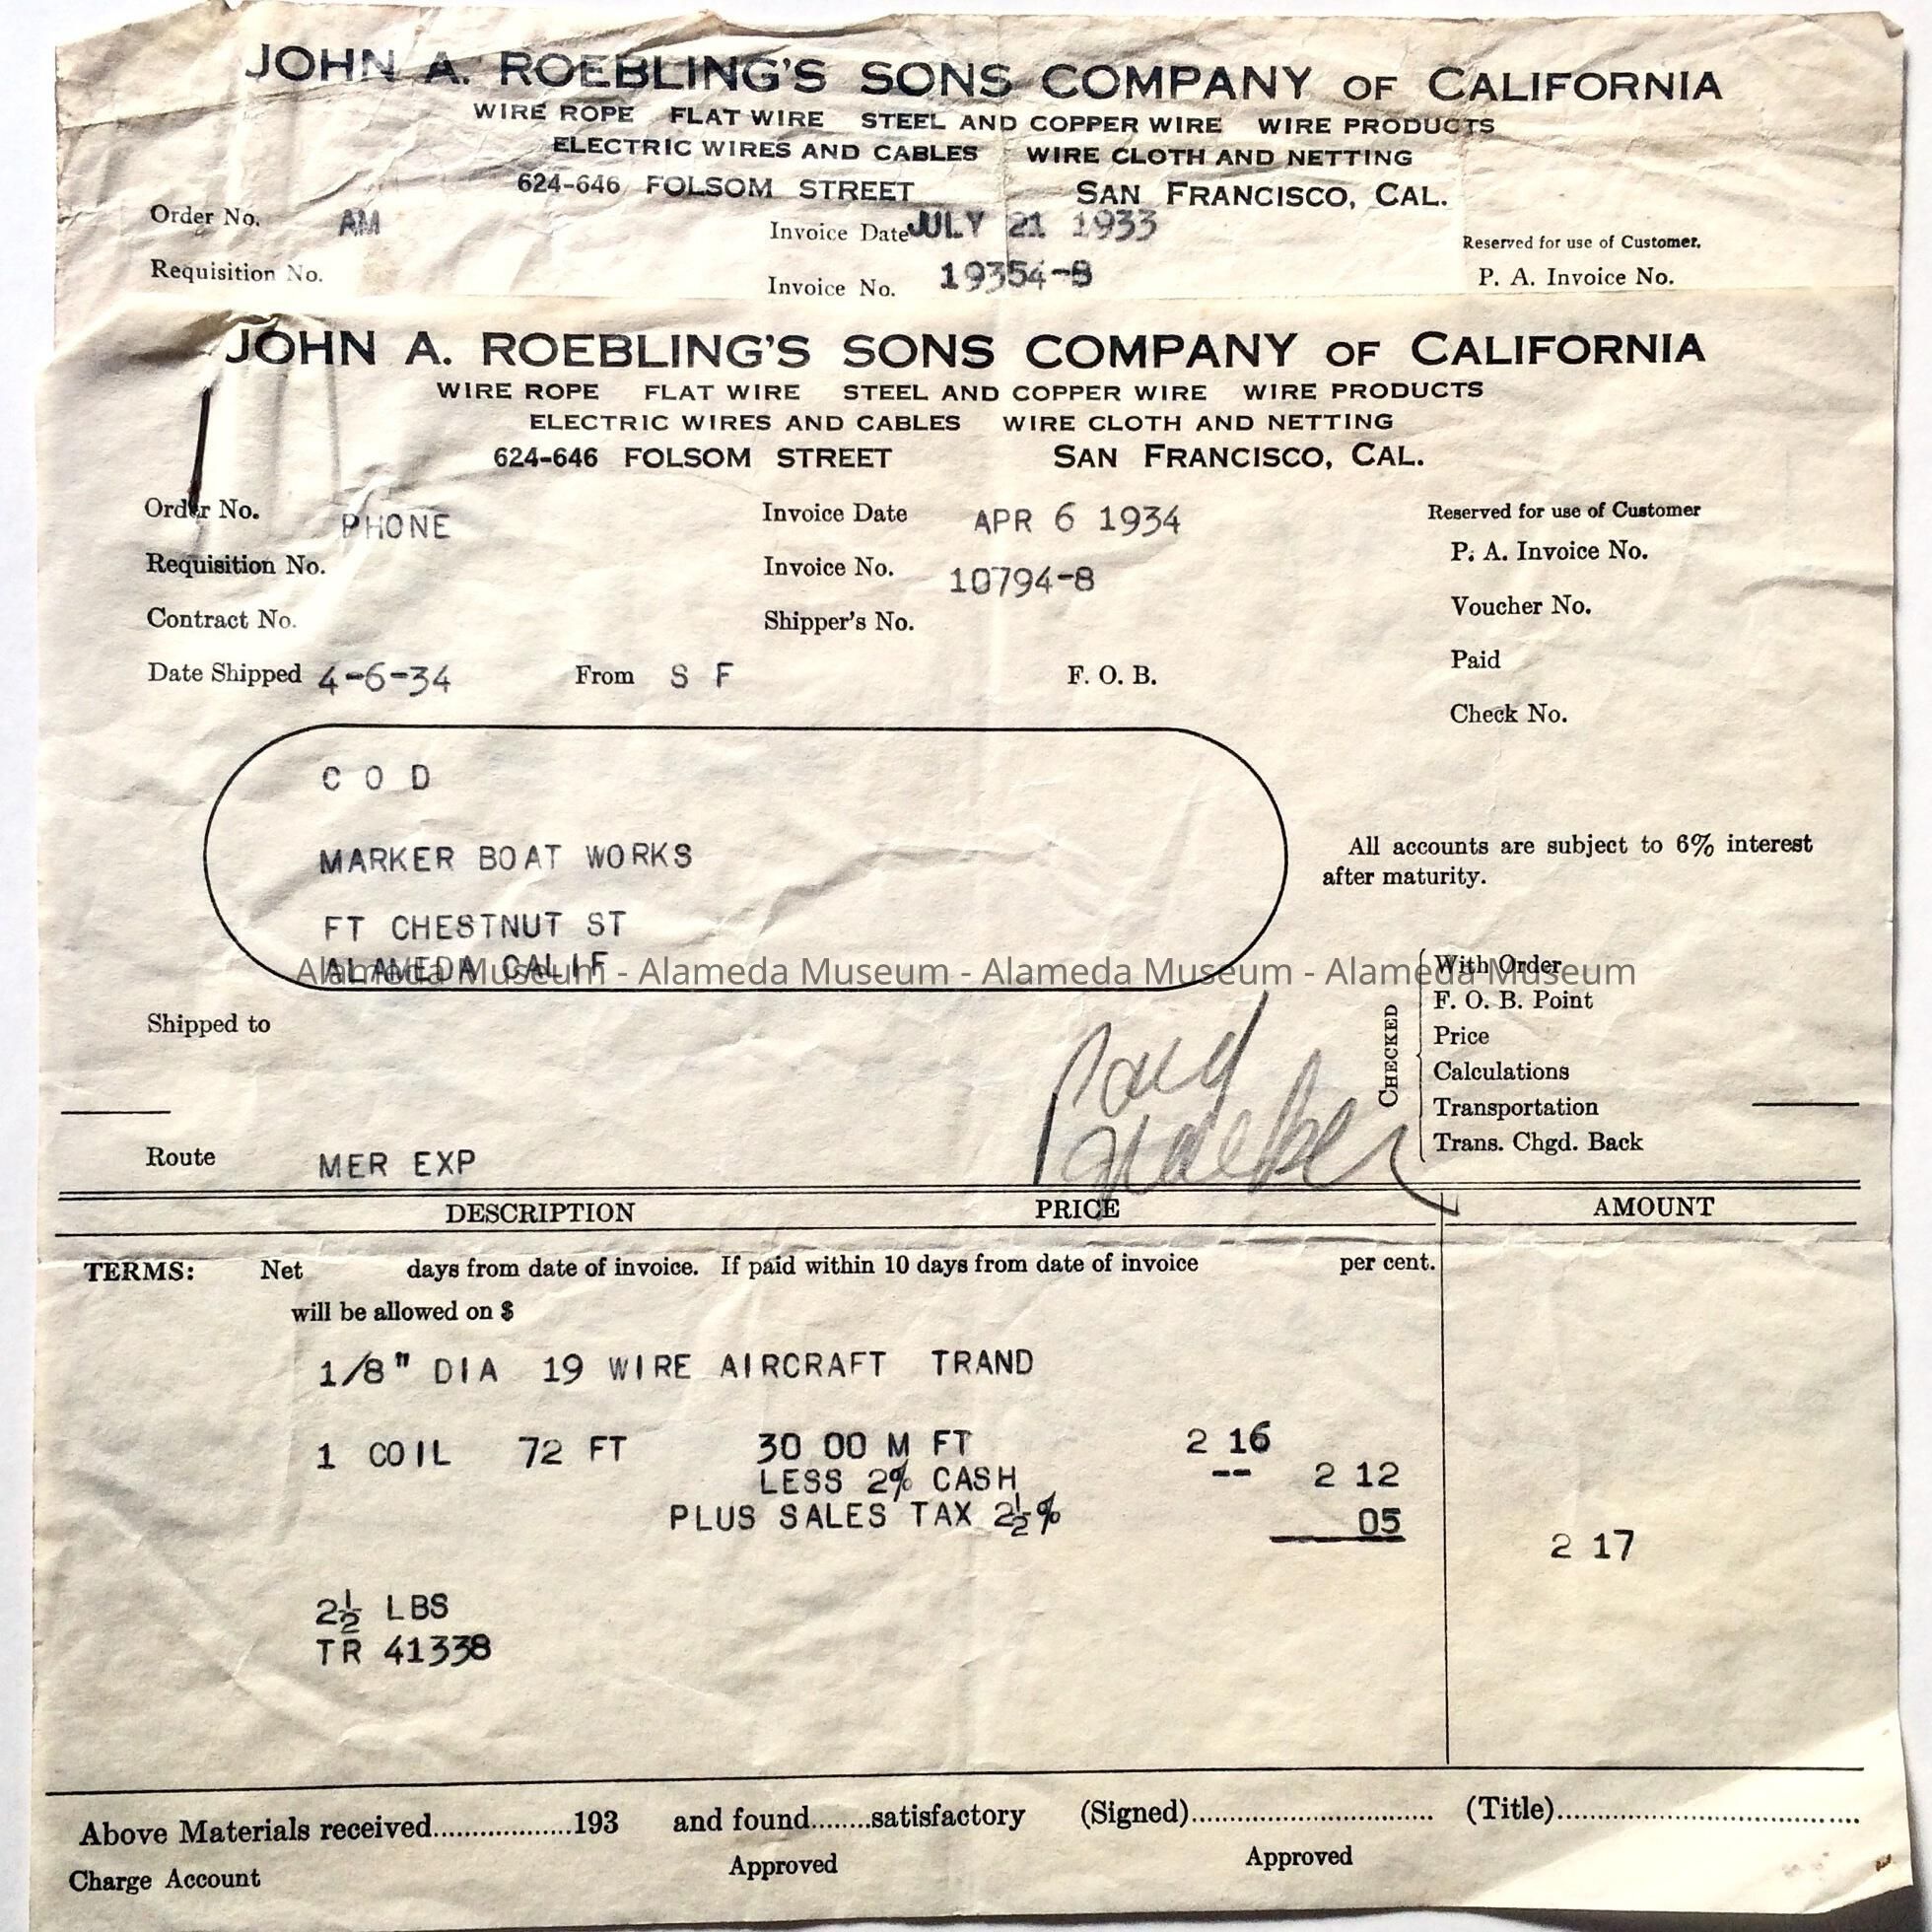 JOHN A. ROEBLING'S SONS COMPANY OF CALIFORNIA
WIRE ROPE FLAT WIRE STEEL AND COPPER WIRE WIRE PRODUCTS
ELECTRIC WIRES AND CABLES WIRE CLOTH AND NETTING
624-646 FOLSOM STREET SAN FRANCISCO, CAL.
Order No. AM Invoice Date JULY 21 1933 Reserved for use of Customer.
Requisition No. Invoice No. 19354-8 P. A. Invoice No.
JOHN A. ROEBLING'S SONS COMPANY OF CALIFORNIA
WIRE ROPE FLAT WIRE STEEL AND COPPER WIRE WIRE PRODUCTS
ELECTRIC WIRES AND CABLES WIRE CLOTH AND NETTING
624-646 FOLSOM STREET SAN FRANCISCO, CAL.
Order No. PHONE Invoice Date APR 6 1934 Reserved for use of Customer
Requisition No. Invoice No. 10794-8 P. A. Invoice No.
Contract No. Shipper's No. Voucher No.
Date Shipped 4-6-34 From S F F. O. B. Paid
Check No.
C O D
MARKER BOAT WORKS
FT CHESTNUT ST
ALAMEDA CALIF
All accounts are subject to 6% interest
after maturity.
Alameda Museum - Alameda Museum - Alameda Museum - Alameda Museum
CHECKED
With Order
F. O. B. Point
Price
Calculations
Transportation
Trans. Chgd. Back
Shipped to
Paid
Route MER EXP
DESCRIPTION PRICE AMOUNT
TERMS: Net days from date of invoice. If paid within 10 days from date of invoice per cent.
will be allowed on $
1/8" DIA 19 WIRE AIRCRAFT TRAND
1 COIL 72 FT 30 00 M FT 2 16
LESS 2% CASH -- 2 12
PLUS SALES TAX 2½% 05
2 17
2½ LBS
TR 41338
Above Materials received..................193 and found........satisfactory (Signed)................................ (Title)........................................
Charge Account Approved Approved